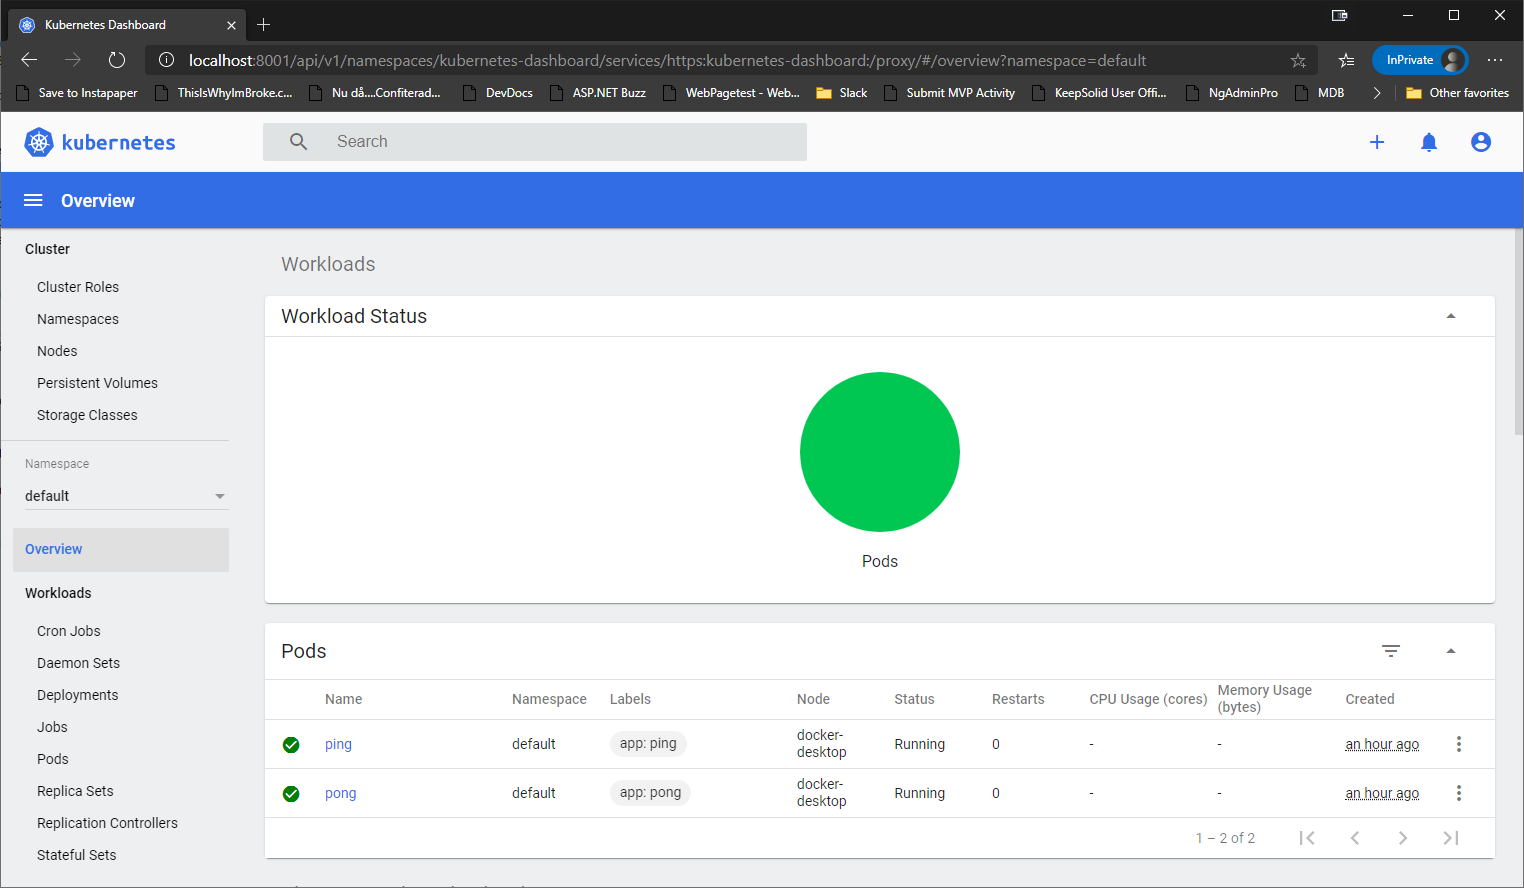 Kubernetes Dashboard
localhost:8001/api/v1/namespaces/kubernetes-dashboard/services/https:kubernetes-dashboard:/proxy/#/overview?namespace=default
InPrivate
Save to Instapaper ThisIsWhyImBroke.c... Nu då....Confiterad... DevDocs ASP.NET Buzz WebPagetest - Web... Slack Submit MVP Activity KeepSolid User Offi... NgAdminPro MDB Other favorites
kubernetes
Search
Overview
Cluster
Cluster Roles
Namespaces
Nodes
Persistent Volumes
Storage Classes
Namespace
default
Overview
Workloads
Cron Jobs
Daemon Sets
Deployments
Jobs
Pods
Replica Sets
Replication Controllers
Stateful Sets
Workloads
Workload Status
Pods
Pods
Name Namespace Labels Node Status Restarts CPU Usage (cores) Memory Usage (bytes) Created
ping default app: ping docker-desktop Running 0 - - an hour ago
pong default app: pong docker-desktop Running 0 - - an hour ago
1 – 2 of 2